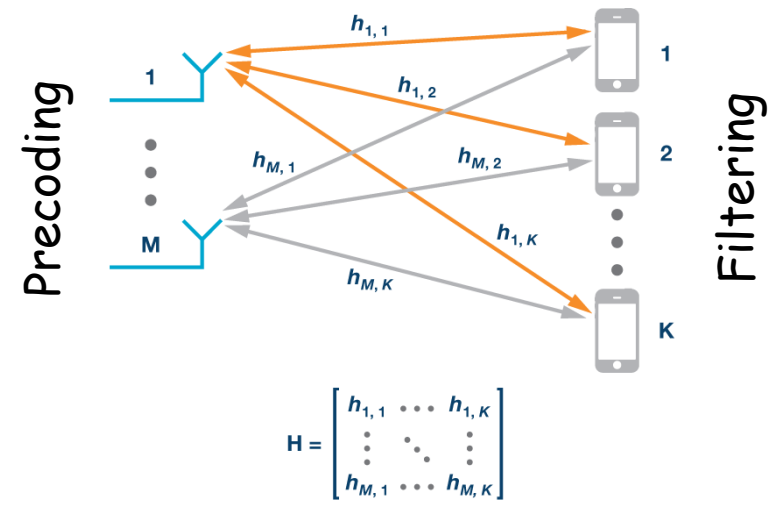 Precoding
1
M
h1, 1
h1, 2
hM, 1
hM, 2
h1, K
hM, K
1
2
K
Filtering
H = [ h1, 1 ... h1, K
⋮ ⋱ ⋮
hM, 1 ... hM, K ]